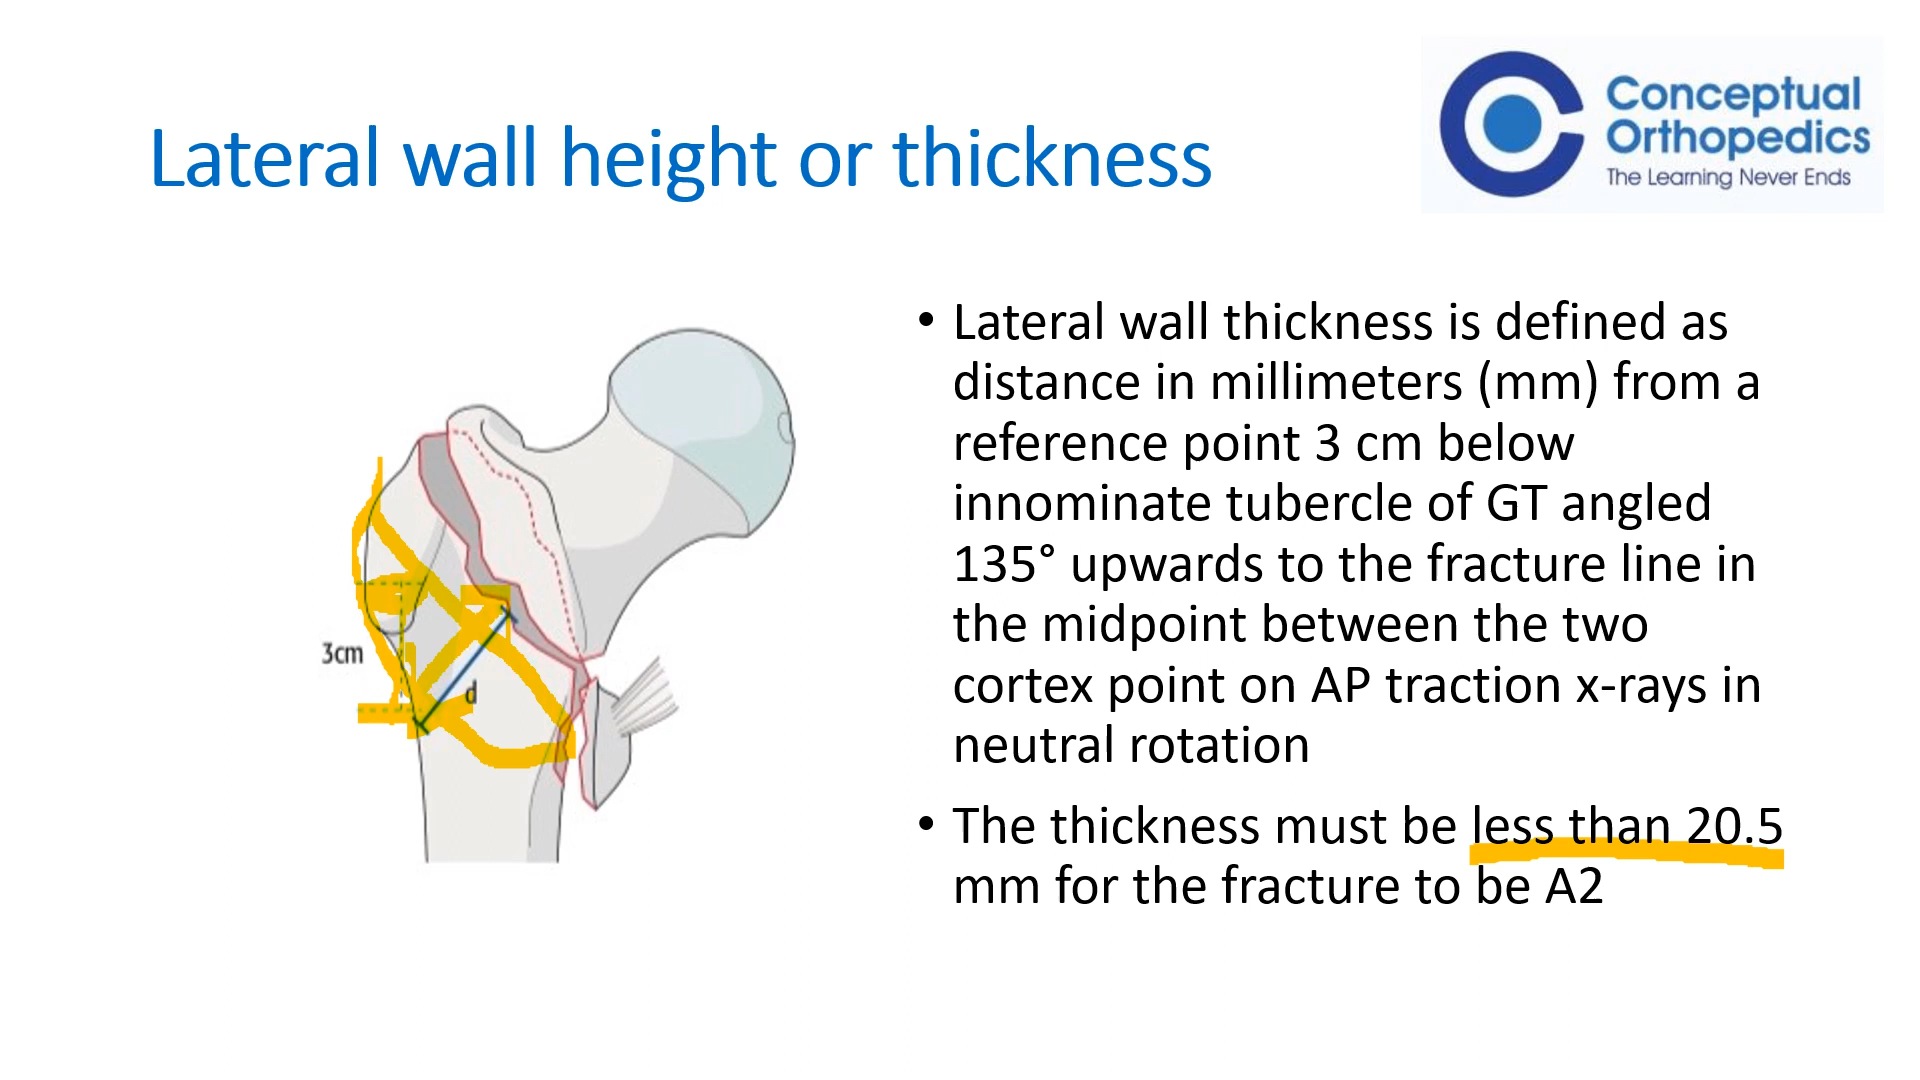 Lateral wall height or thickness
Conceptual
Orthopedics
The Learning Never Ends
3cm
d
• Lateral wall thickness is defined as
distance in millimeters (mm) from a
reference point 3 cm below
innominate tubercle of GT angled
135° upwards to the fracture line in
the midpoint between the two
cortex point on AP traction x-rays in
neutral rotation
• The thickness must be less than 20.5
mm for the fracture to be A2